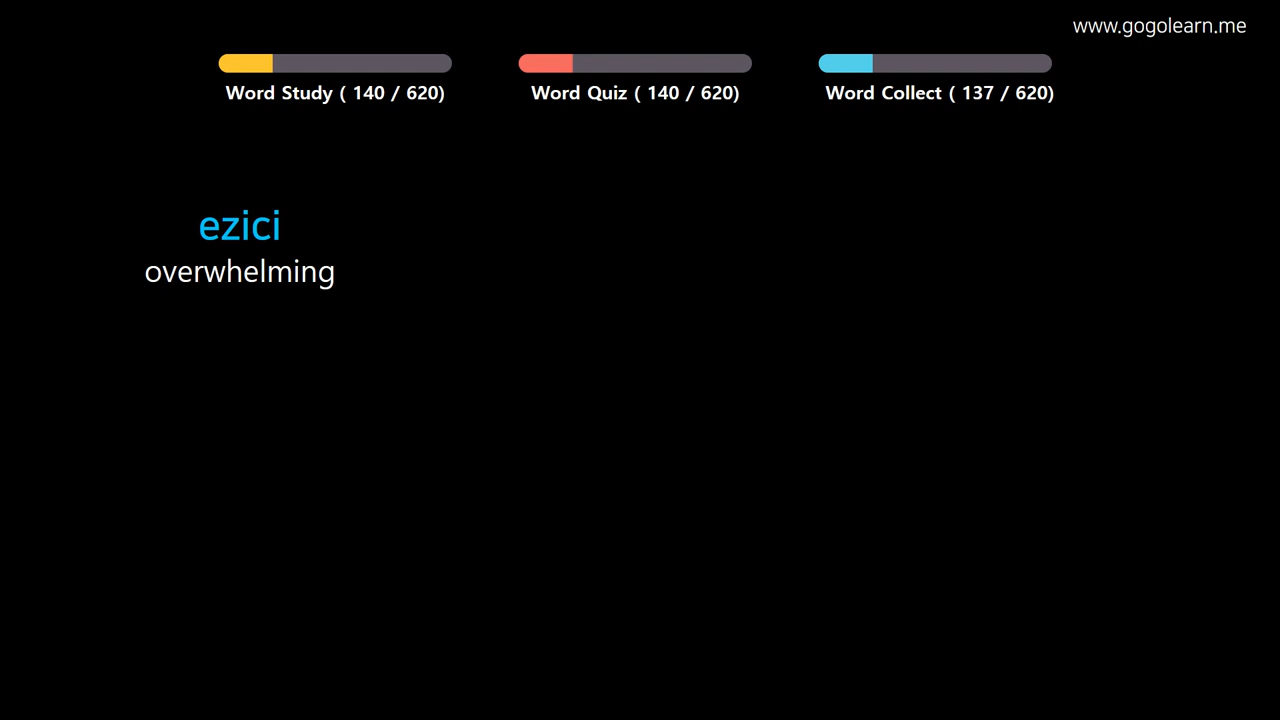 www.gogolearn.me
Word Study ( 140 / 620)
Word Quiz ( 140 / 620)
Word Collect ( 137 / 620)
ezici
overwhelming